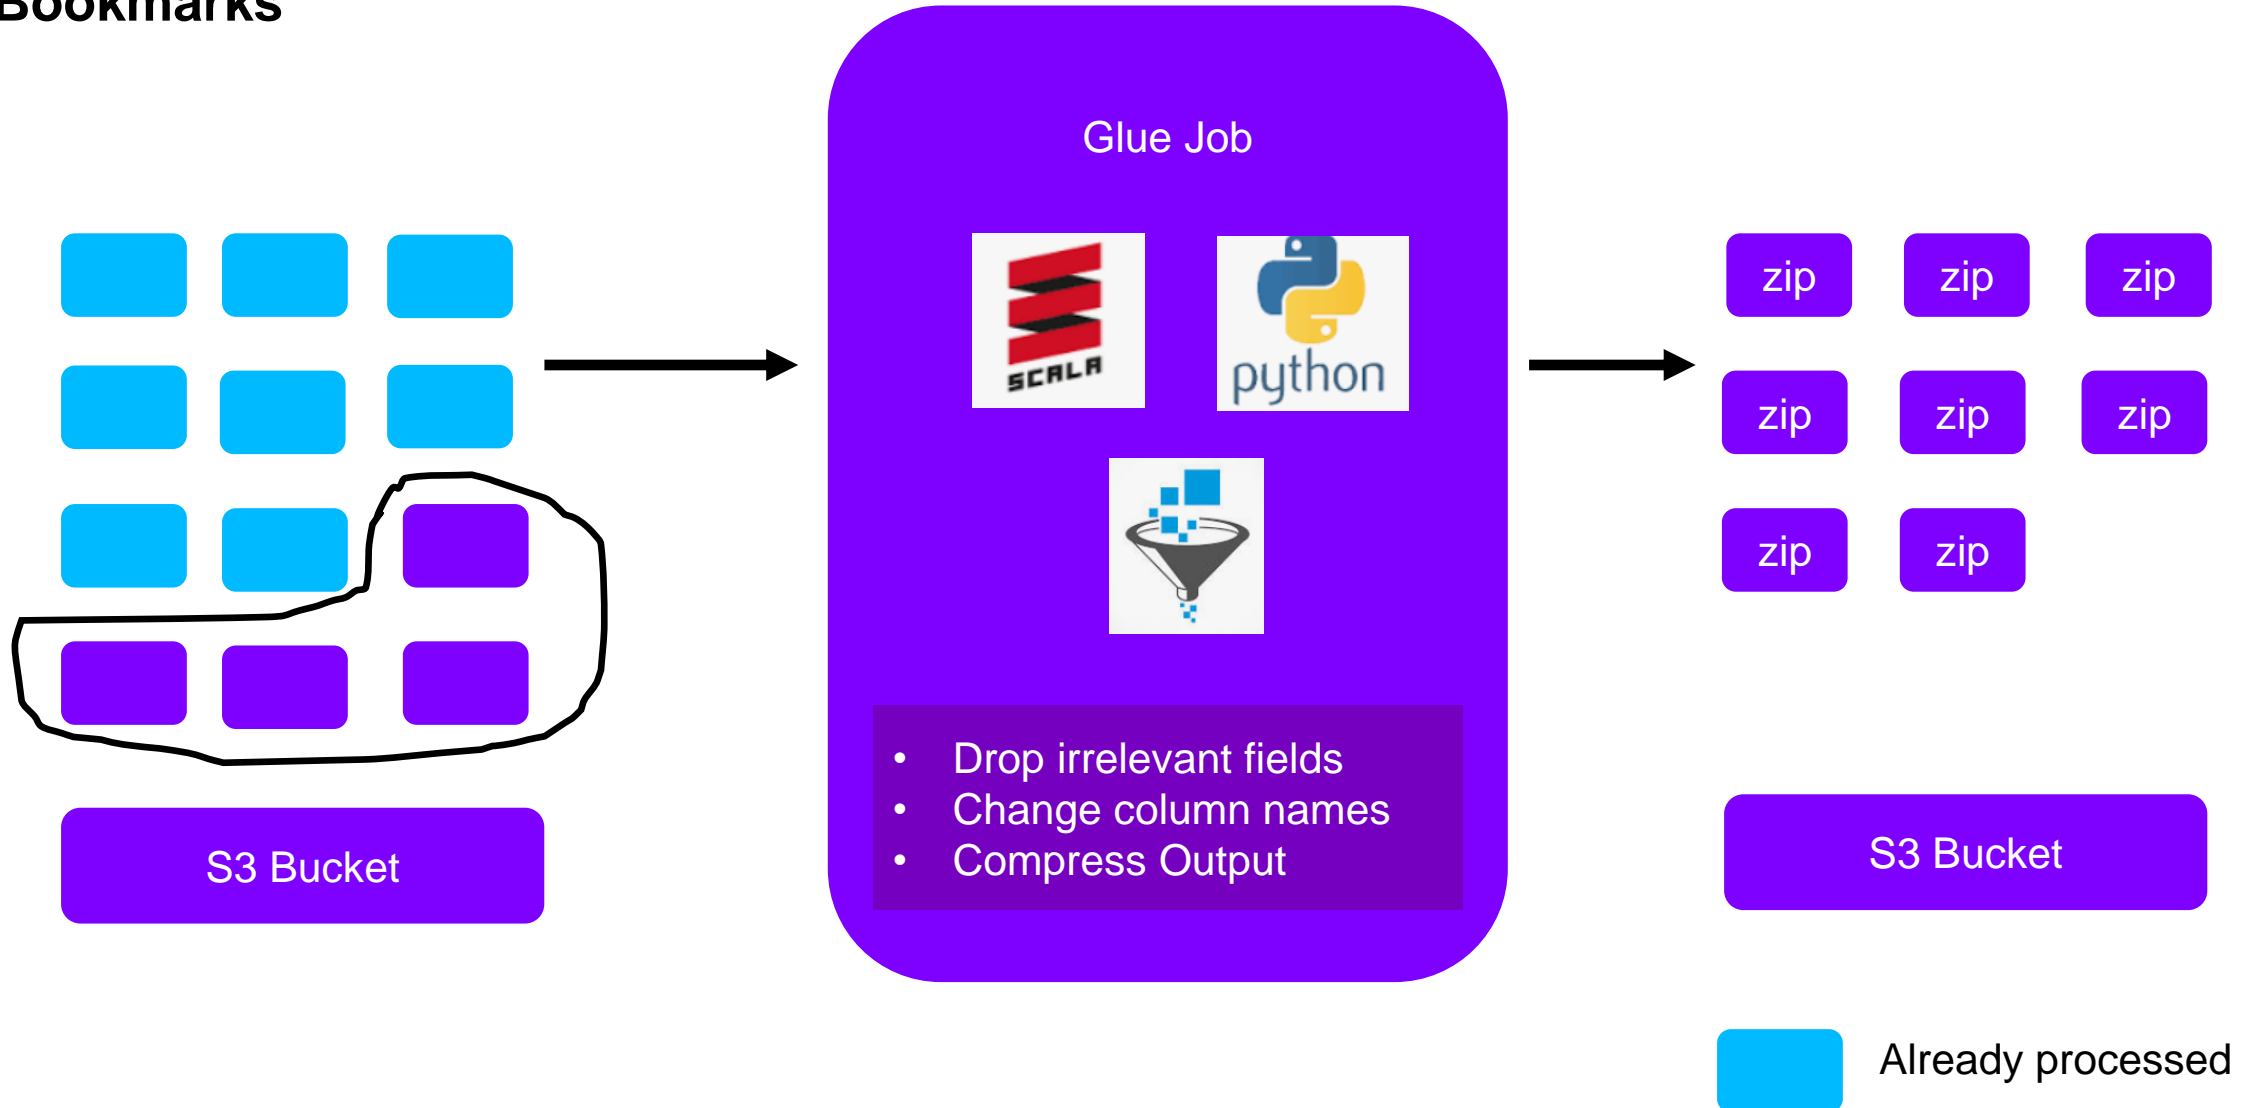 Bookmarks
Glue Job
SCALA
python
zip
zip
zip
zip
zip
zip
zip
zip
• Drop irrelevant fields
• Change column names
• Compress Output
S3 Bucket
S3 Bucket
Already processed